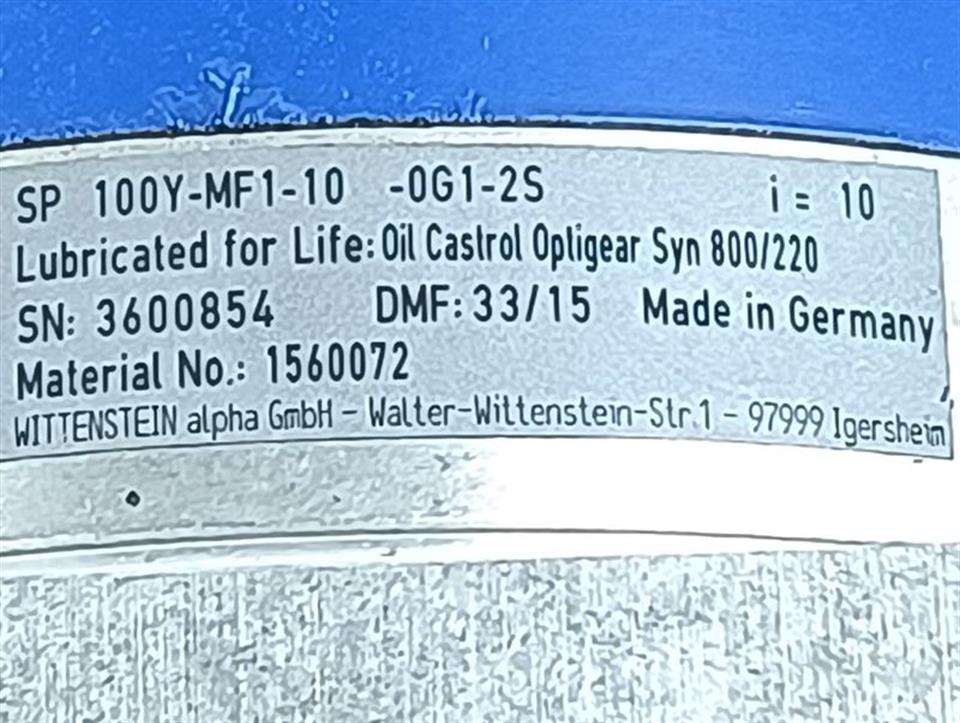 SP 100Y-MF1-10 -0G1-2S i = 10
Lubricated for Life: Oil Castrol Optigear Syn 800/220
SN: 3600854 DMF: 33/15 Made in Germany
Material No.: 1560072
WITTENSTEIN alpha GmbH - Walter-Wittenstein-Str.1 - 97999 Igersheim